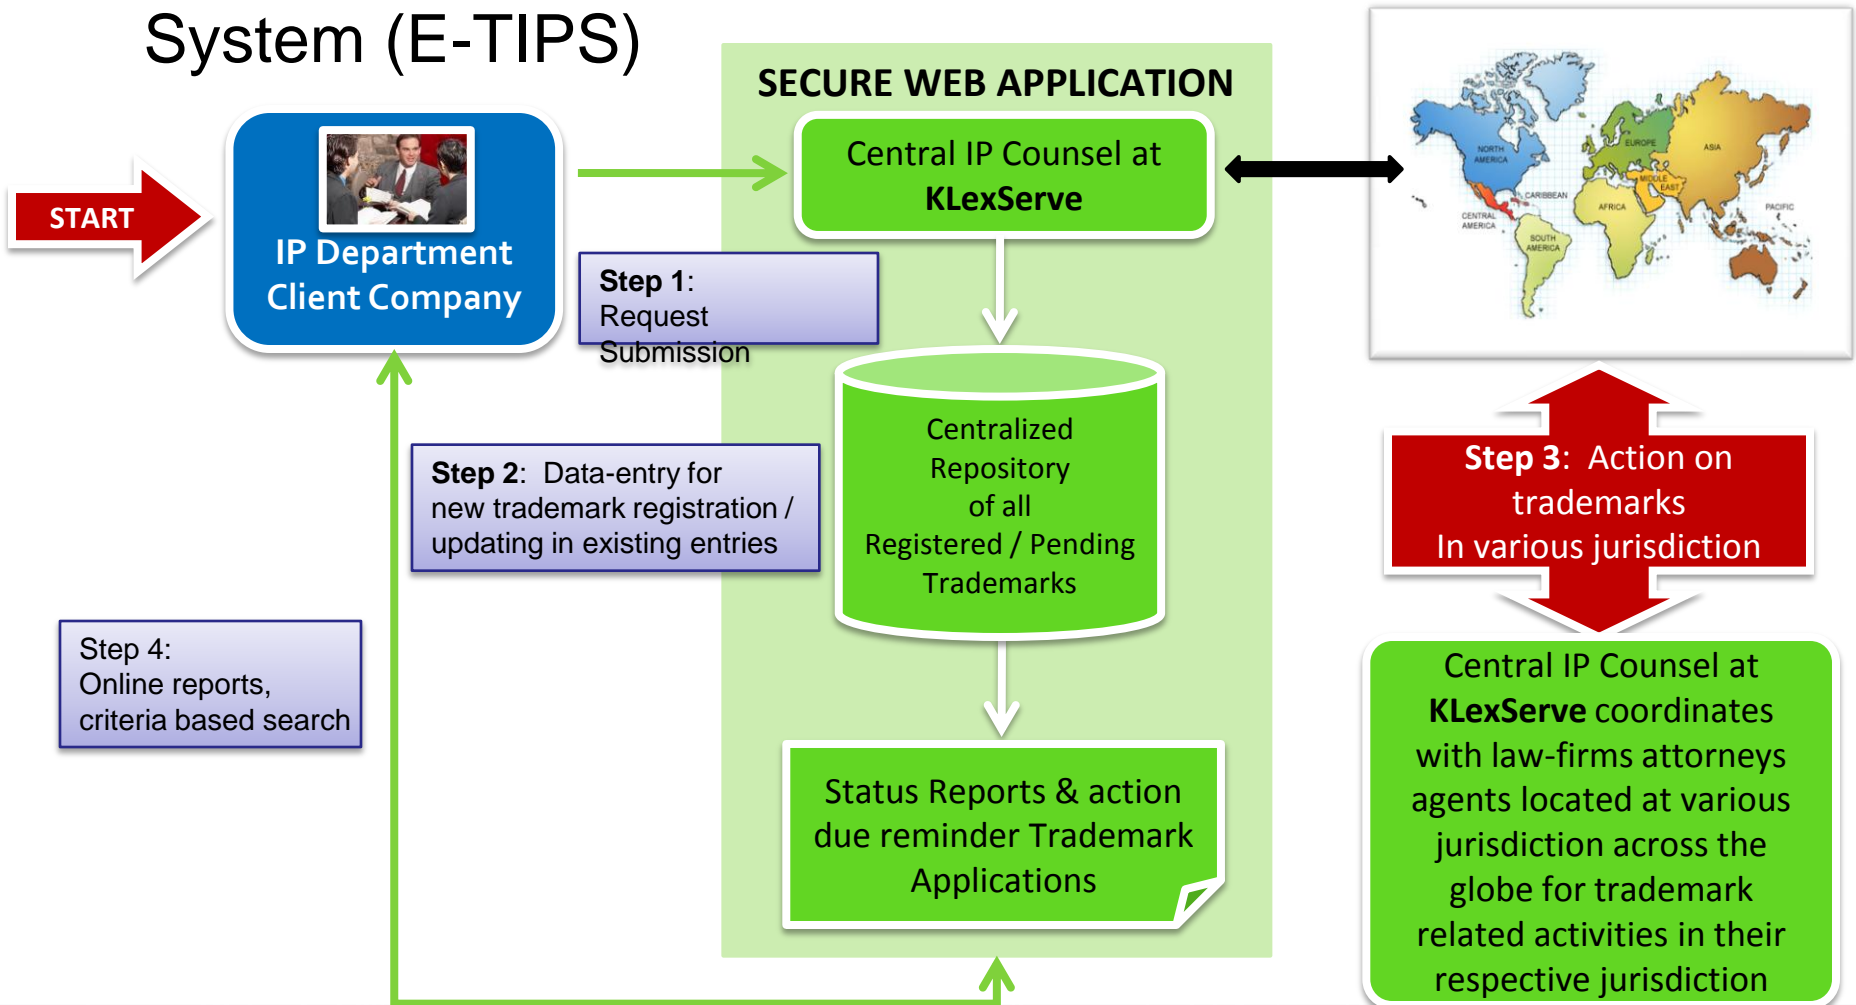 System (E-TIPS)
SECURE WEB APPLICATION
START
IP Department
Client Company
Central IP Counsel at
KLexServe
NORTH
AMERICA
CENTRAL
AMERICA
CARIBBEAN
SOUTH
AMERICA
EUROPE
MIDDLE
EAST
AFRICA
ASIA
PACIFIC
Step 1:
Request
Submission
Step 2:  Data-entry for
new trademark registration /
updating in existing entries
Centralized
Repository
of all
Registered / Pending
Trademarks
Step 3:  Action on
trademarks
In various jurisdiction
Step 4:
Online reports,
criteria based search
Status Reports & action
due reminder Trademark
Applications
Central IP Counsel at
KLexServe coordinates
with law-firms attorneys
agents located at various
jurisdiction across the
globe for trademark
related activities in their
respective jurisdiction